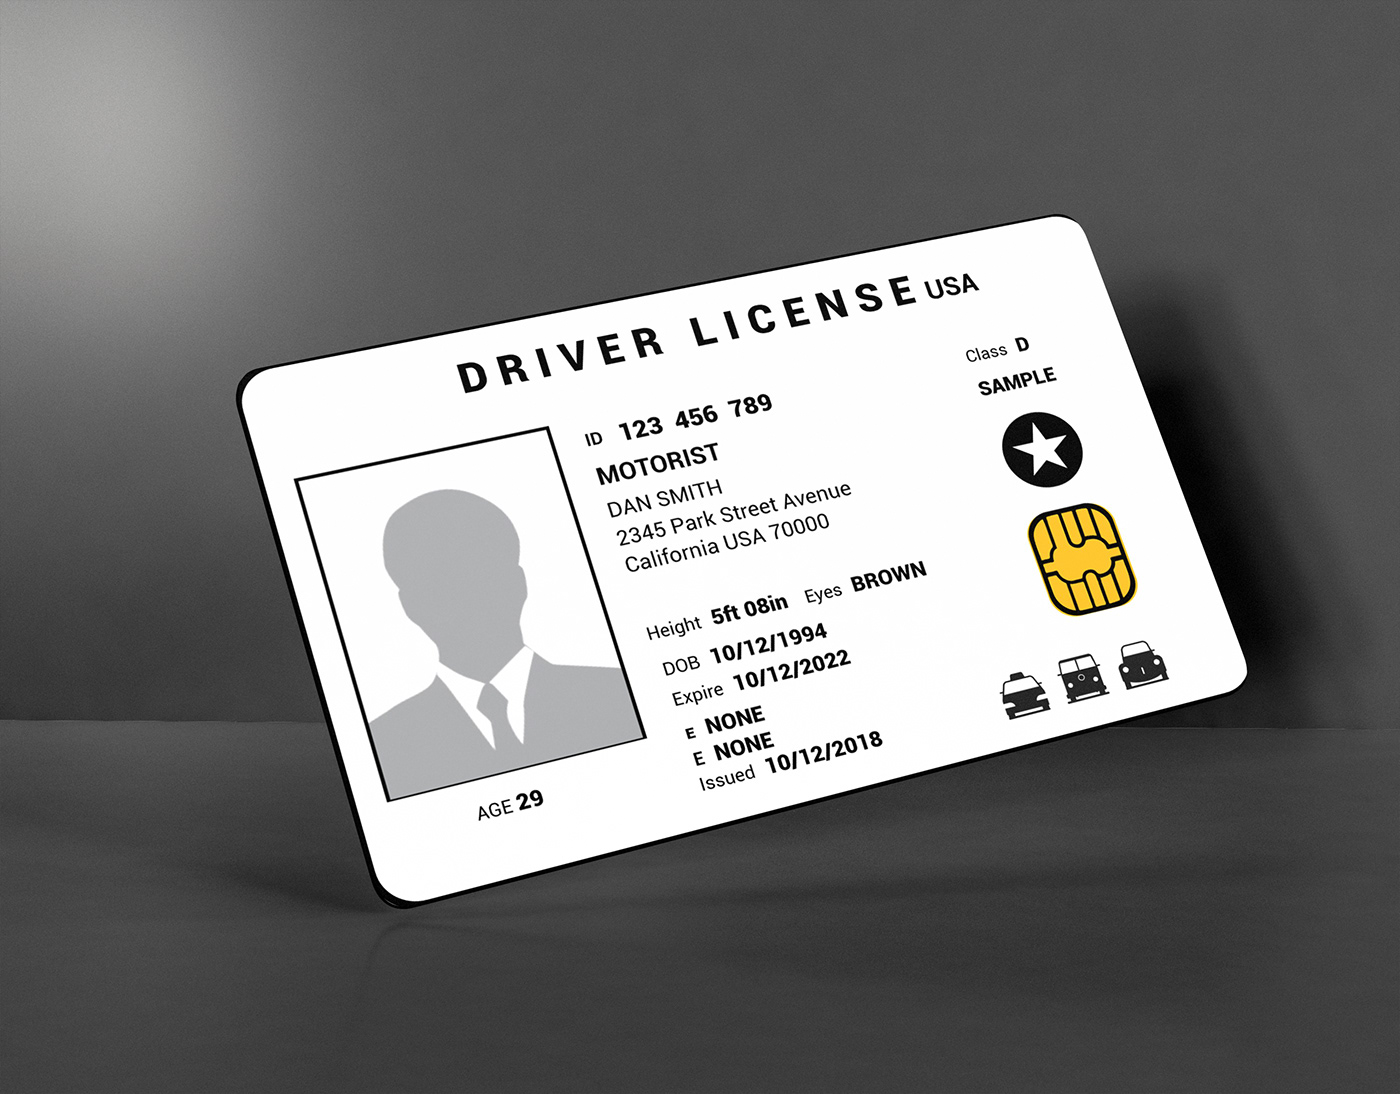 DRIVER LICENSE USA
Class D
SAMPLE
ID 123 456 789
MOTORIST
DAN SMITH
2345 Park Street Avenue
California USA 70000
Height 5ft 08in Eyes BROWN
DOB 10/12/1994
Expire 10/12/2022
E NONE
E NONE
Issued 10/12/2018
AGE 29